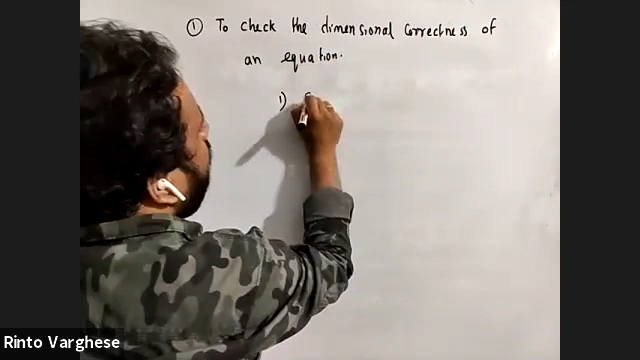 ① To check the dimensional correctness of
an equation.
1)
Rinto Varghese